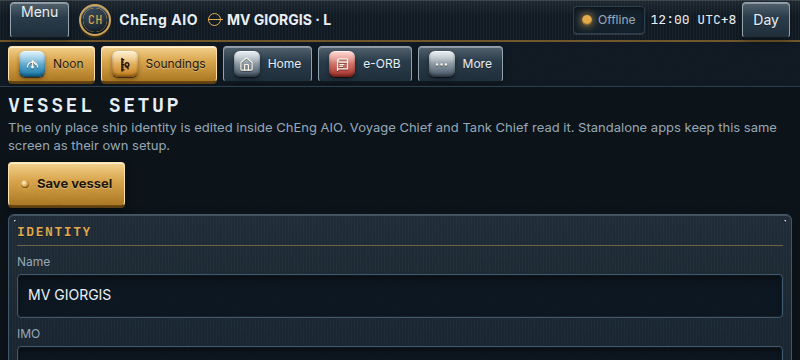 Menu
CH
ChEng AIO
MV GIORGIS · L
Offline
12:00 UTC+8
Day
Noon
Soundings
Home
e-ORB
More
VESSEL SETUP
The only place ship identity is edited inside ChEng AIO. Voyage Chief and Tank Chief read it. Standalone apps keep this same
screen as their own setup.
Save vessel
IDENTITY
Name
MV GIORGIS
IMO